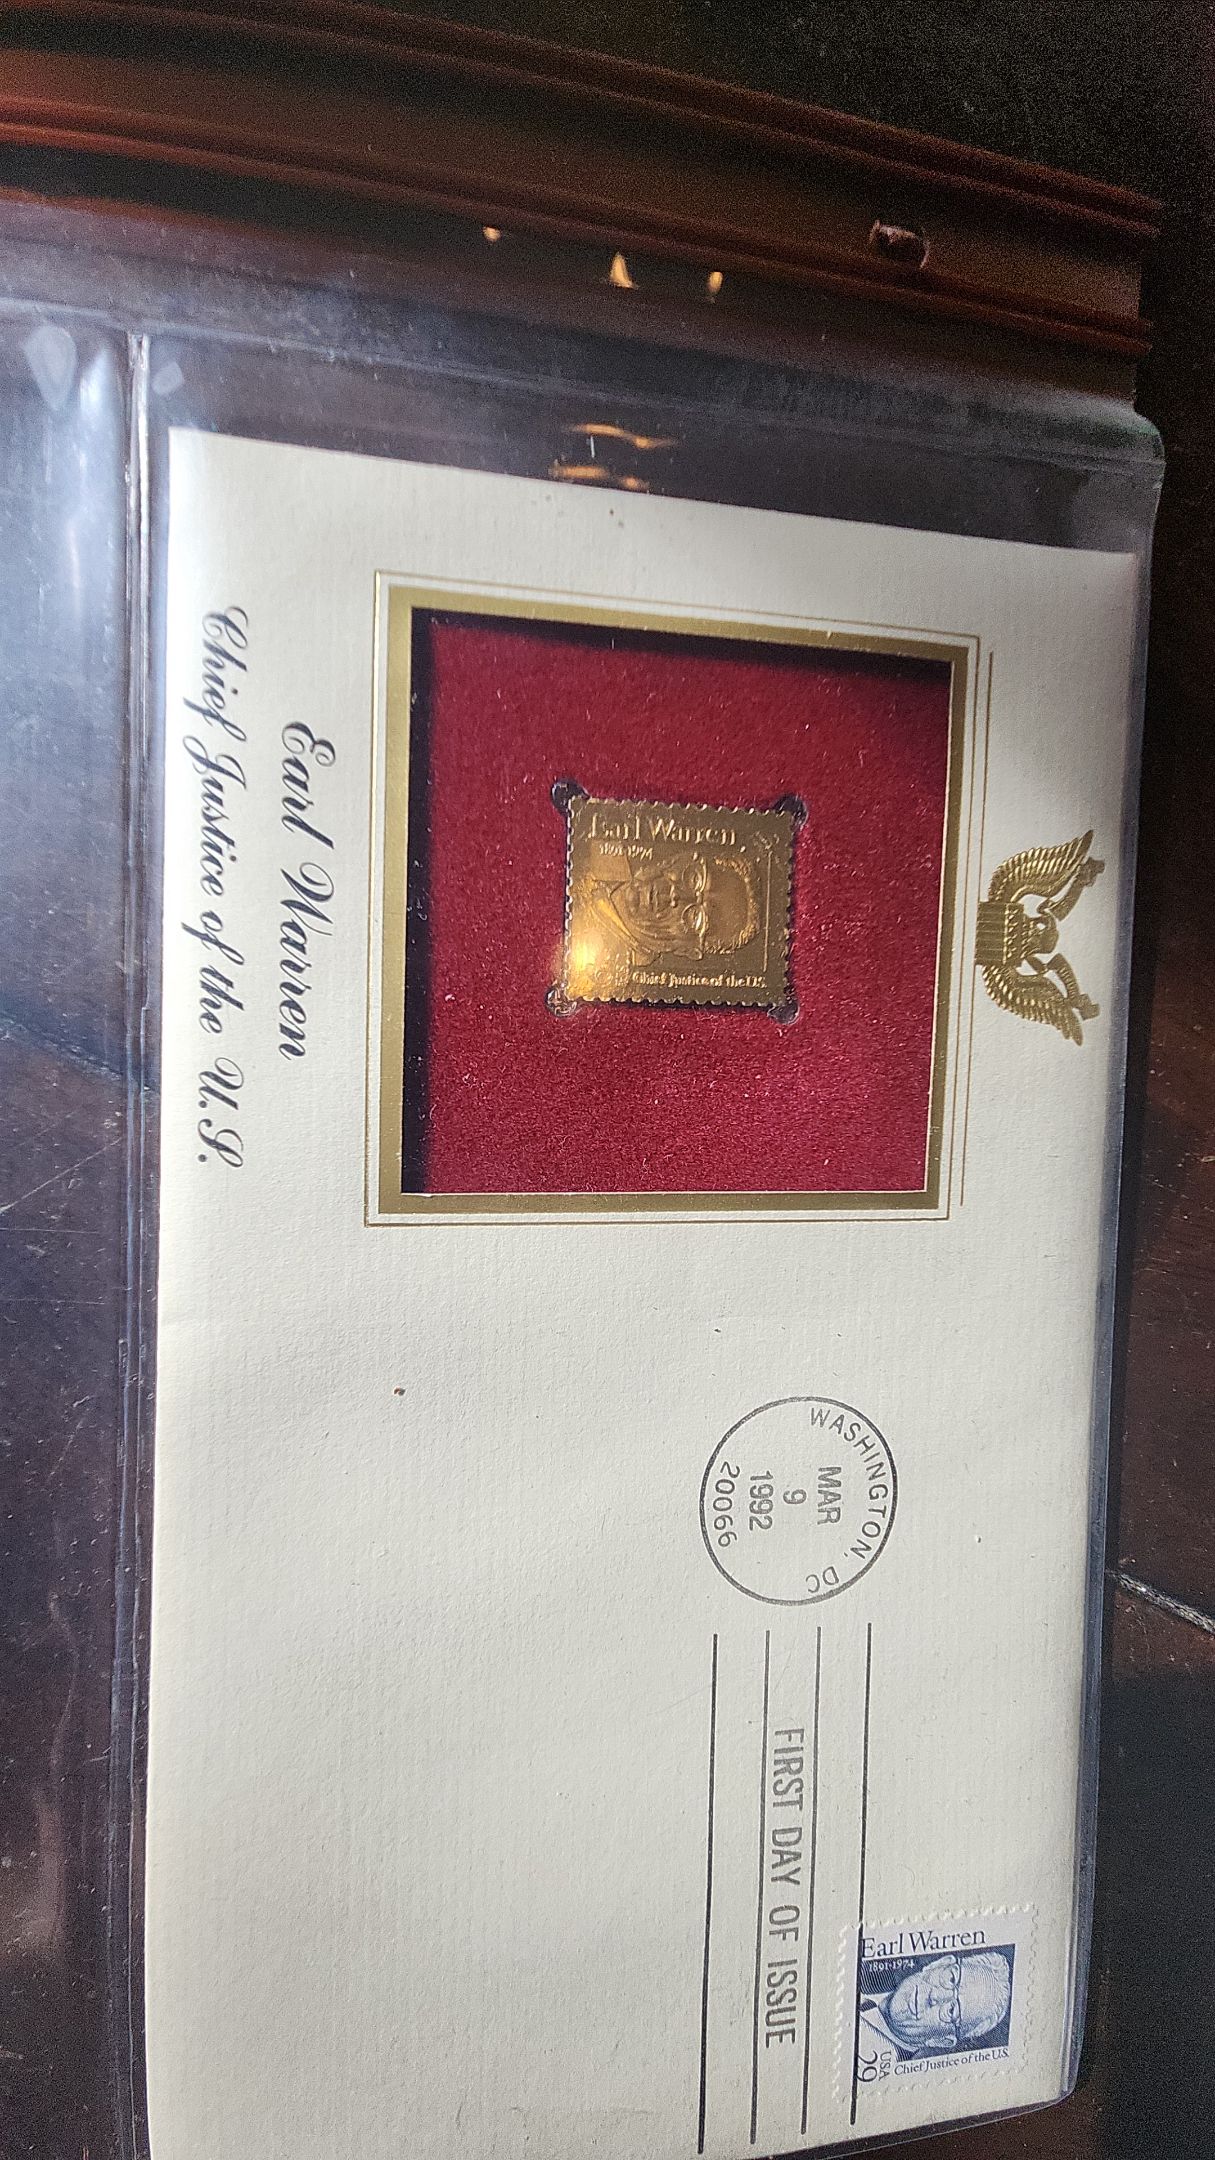 Earl Warren
1891-1974
Chief Justice of the U.S.
Earl Warren
Chief Justice of the U.S.
WASHINGTON, DC
MAR
9
1992
20066
FIRST DAY OF ISSUE
Earl Warren
1891-1974
Chief Justice of the U.S.
USA
29